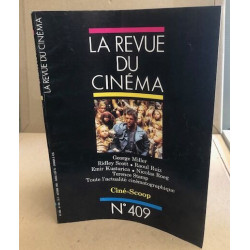 LA REVUE DU CINÉMA
LA REVUE
DU
CINÉMA
George Miller
Ridley Scott • Raoul Ruiz
Emir Kusturica • Nicolas Roeg
Terence Stamp
Toute l'actualité cinématographique
Ciné-Scoop
N° 409